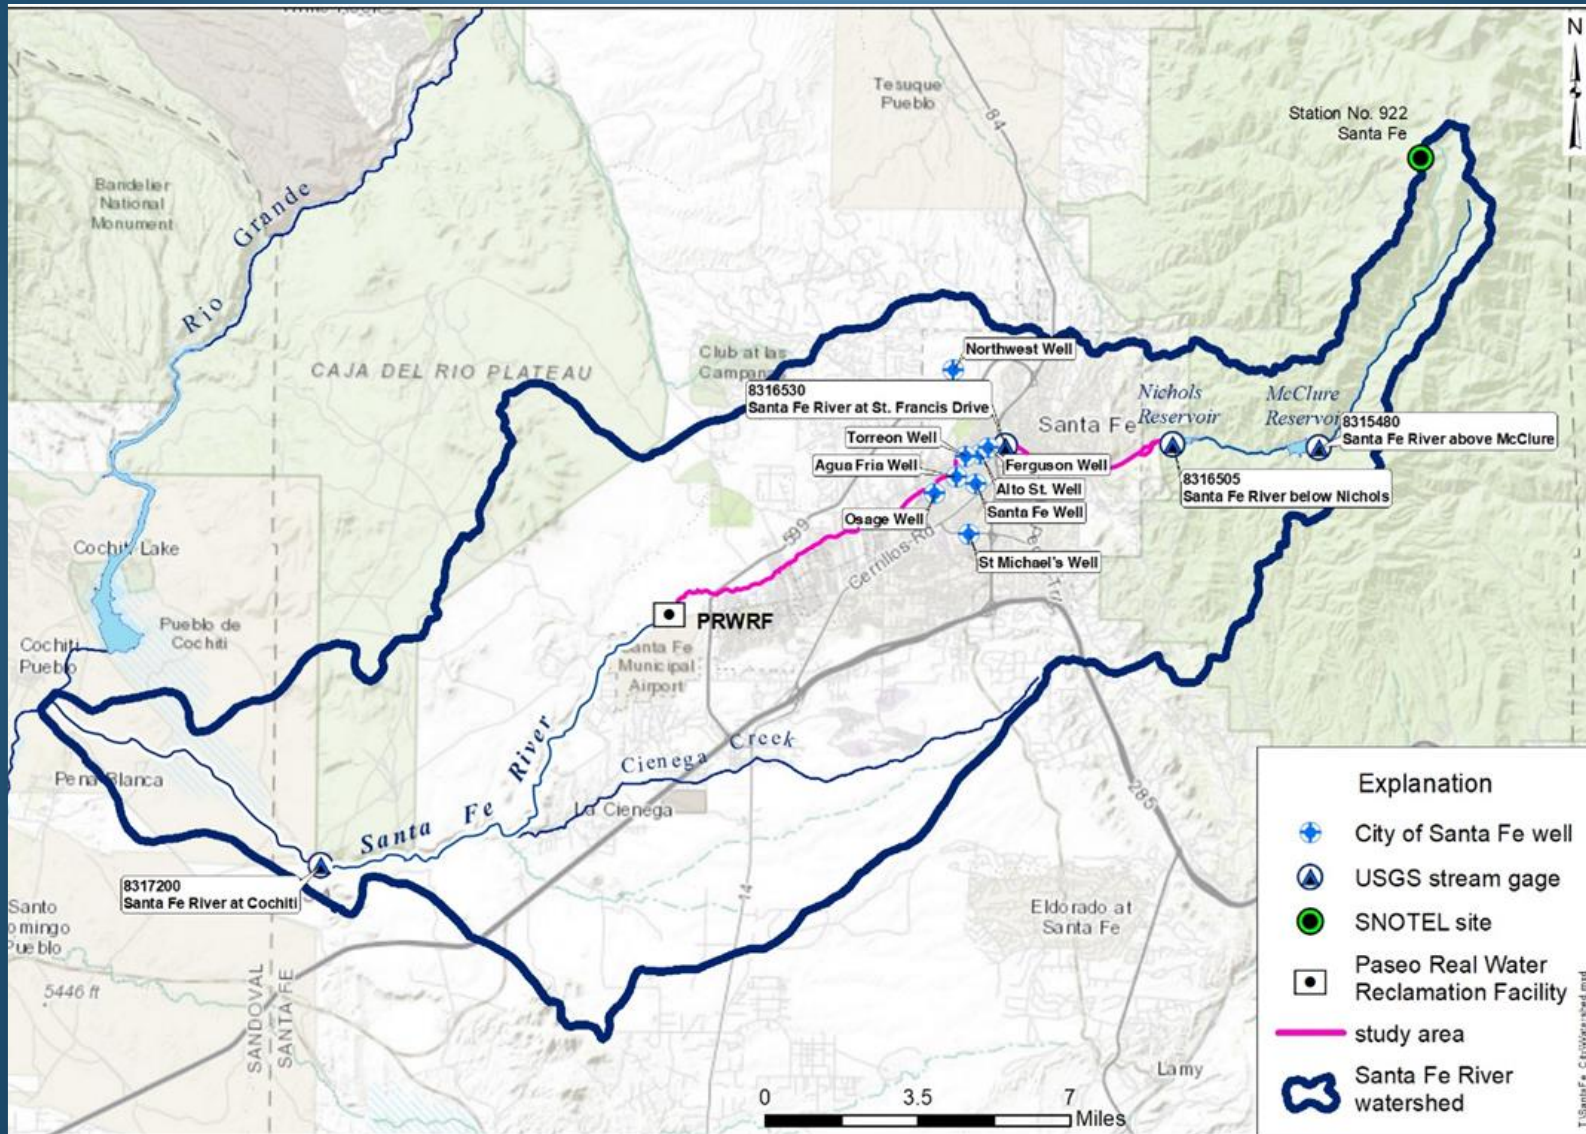 N
Tesuque
Pueblo
84
Station No. 922
Santa Fe
Bandelier
National
Monument
Rio Grande
CAJA DEL RIO PLATEAU
Club at las
Campanas
Northwest Well
8316530
Santa Fe River at St. Francis Drive
Nichols
Reservoir
McClure
Reservoir
Santa Fe
8315480
Santa Fe River above McClure
Torreon Well
Ferguson Well
Agua Fria Well
Alto St. Well
8316505
Santa Fe River below Nichols
Osage Well
Santa Fe Well
599
Cerrillos-Rd
St Michael's Well
Cochiti Lake
PRWRF
Pueblo de
Cochiti
Cochiti
Pueblo
Santa Fe
Municipal
Airport
Santa Fe River
Cienega Creek
Pena Blanca
La Cienega
285
8317200
Santa Fe River at Cochiti
14
Santo
Domingo
Pueblo
Eldorado at
Santa Fe
5446 ft
SANDOVAL
SANTA FE
Lamy
0 3.5 7
Miles
Explanation
City of Santa Fe well
USGS stream gage
SNOTEL site
Paseo Real Water
Reclamation Facility
study area
Santa Fe River
watershed